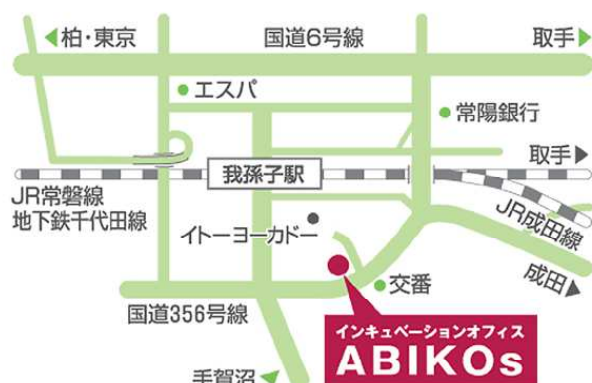 ◀柏・東京
国道6号線
取手▶
エスパ
常陽銀行
取手▶
我孫子駅
JR常磐線
地下鉄千代田線
イトーヨーカドー
JR成田線
成田▶
交番
国道356号線
インキュベーションオフィス
ABIKOs
手賀沼◀